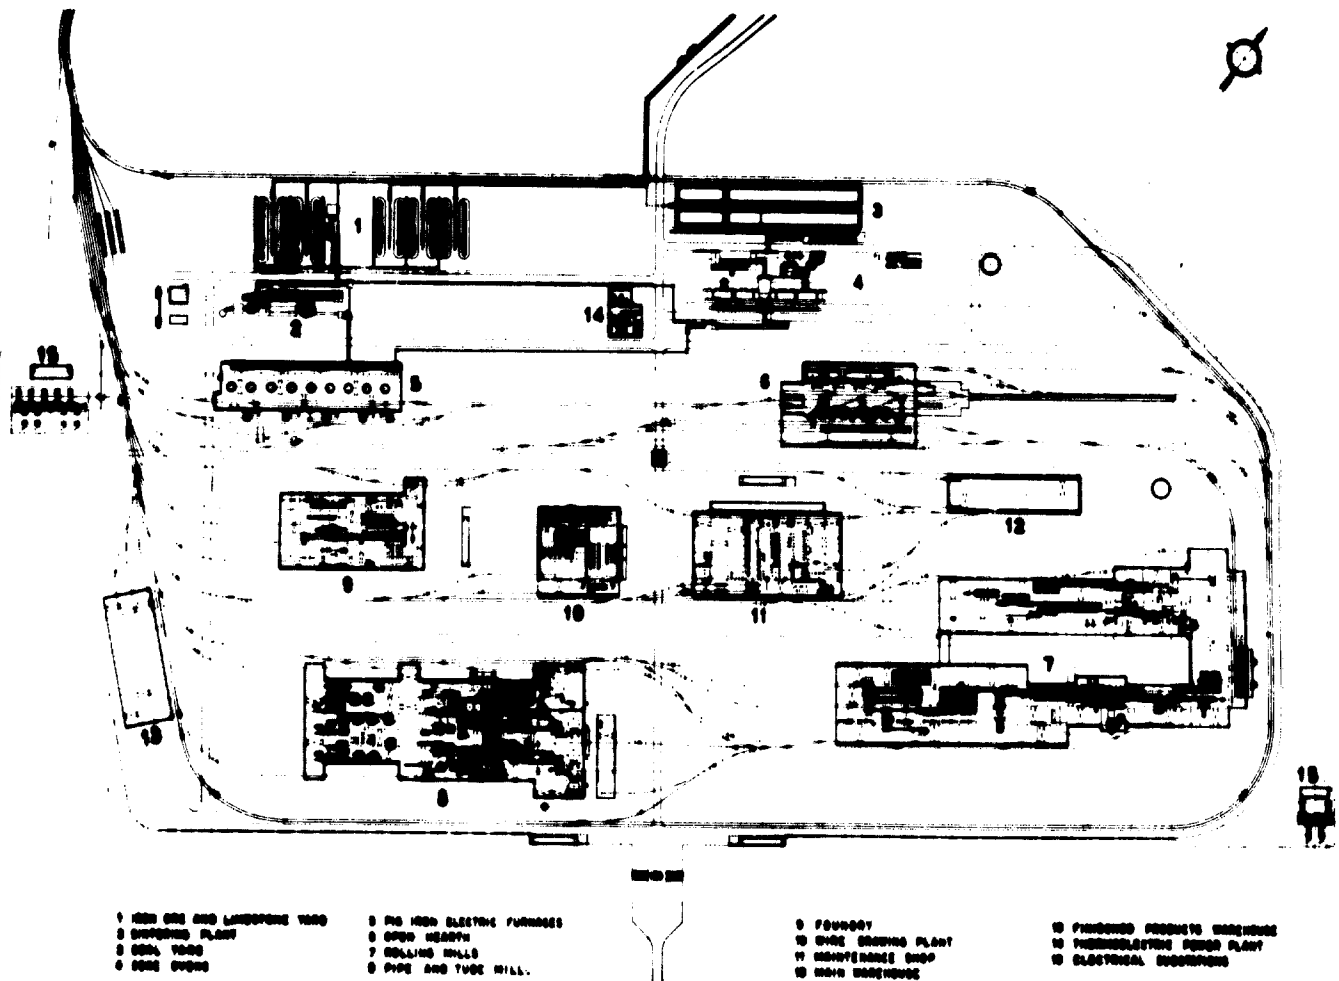 1
3
4
2
14
15
5
6
12
9
10
11
7
13
8
15
1 IRON ORE AND LIMESTONE YARD
2 SINTERING PLANT
3 COAL YARD
4 COKE OVENS
5 PIG IRON ELECTRIC FURNACES
6 OPEN HEARTH
7 ROLLING MILLS
8 PIPE AND TUBE MILL.
9 FOUNDRY
10 WIRE DRAWING PLANT
11 MAINTENANCE SHOP
12 MAIN WAREHOUSE
13 FINISHED PRODUCTS WAREHOUSE
14 THERMOELECTRIC POWER PLANT
15 ELECTRICAL SUBSTATIONS